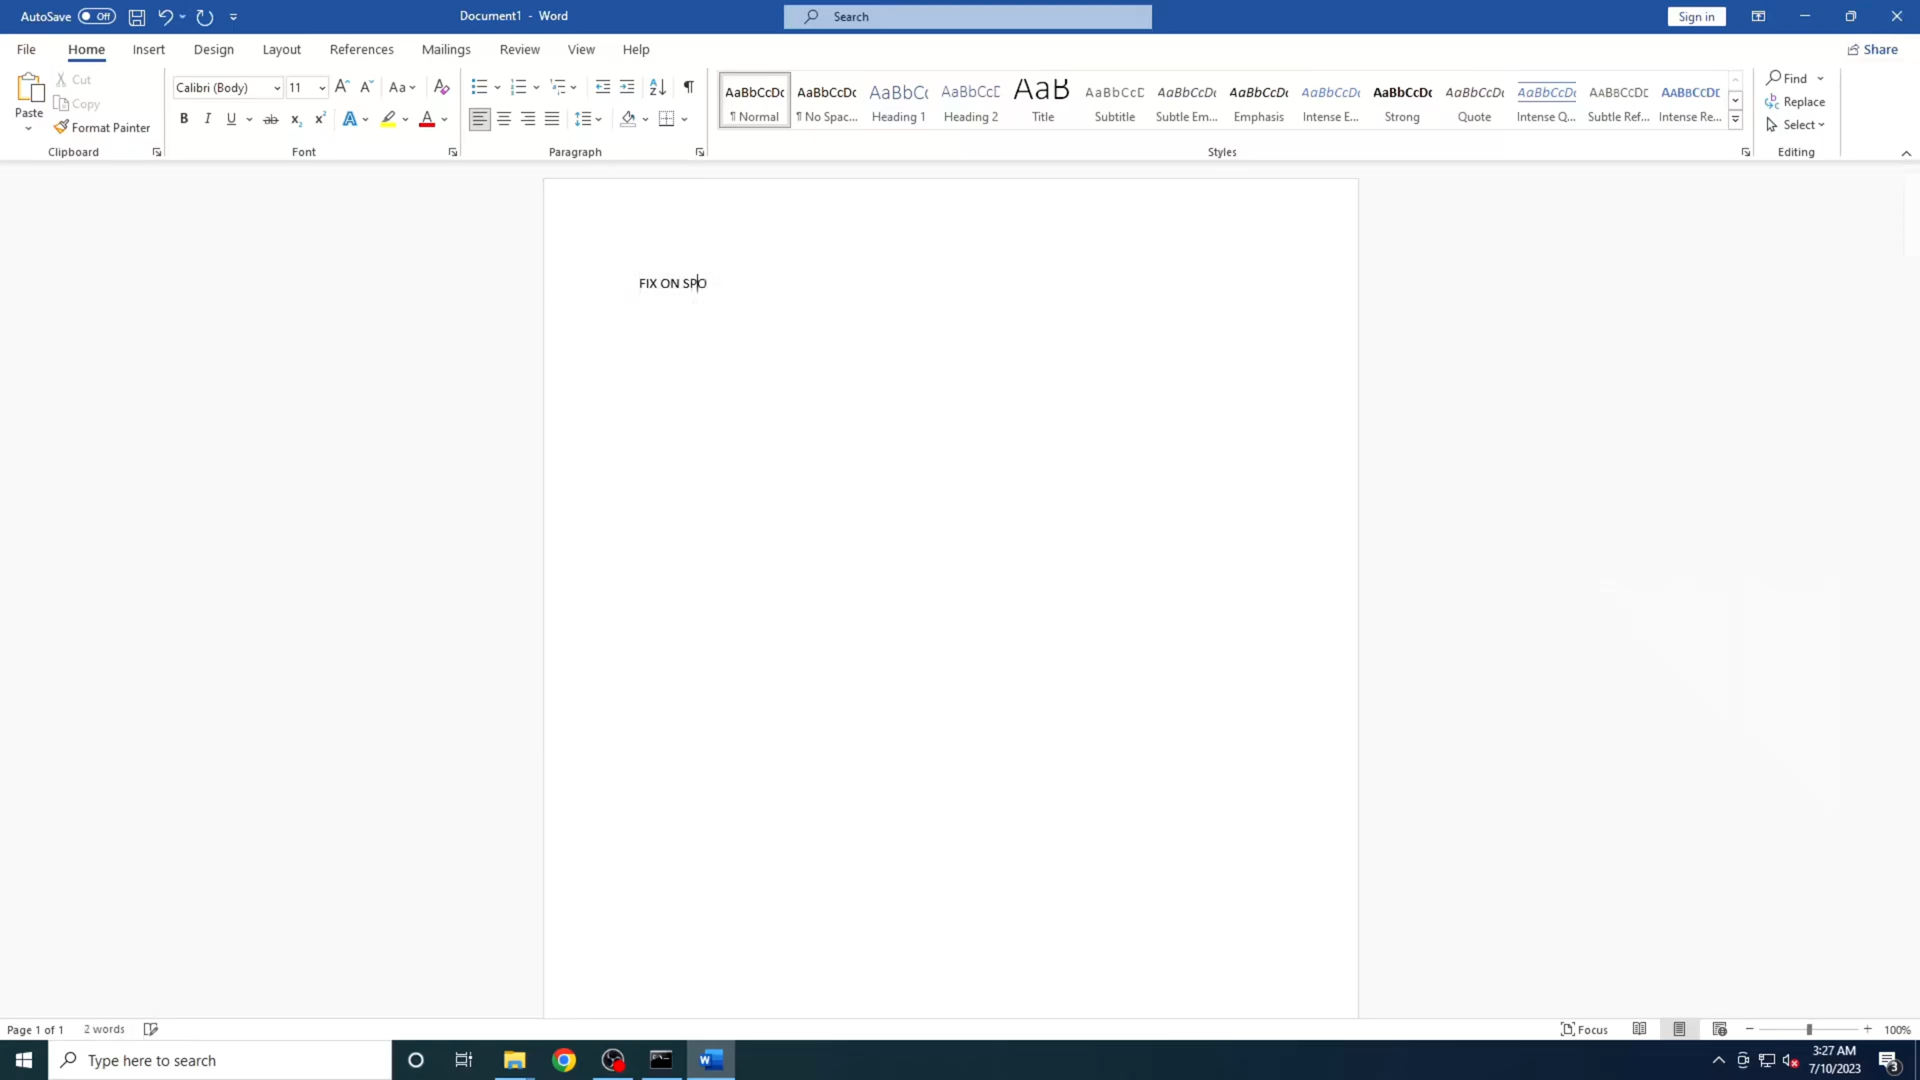 AutoSave Off Document1 - Word Search Sign in
File Home Insert Design Layout References Mailings Review View Help Share
Paste Cut Copy Format Painter Clipboard
Calibri (Body) 11 Font
Paragraph
AaBbCcDc ¶ Normal
AaBbCcDc ¶ No Spac...
AaBbCc Heading 1
AaBbCcD Heading 2
AaB Title
AaBbCcD Subtitle
AaBbCcDc Subtle Em...
AaBbCcDc Emphasis
AaBbCcDc Intense E...
AaBbCcDc Strong
AaBbCcDc Quote
AaBbCcDc Intense Q...
AABBCCDC Subtle Ref...
AABBCCDC Intense Re...
Styles
Find
Replace
Select
Editing
FIX ON SPO
Page 1 of 1 2 words Focus 100%
Type here to search 3:27 AM
7/10/2023
3